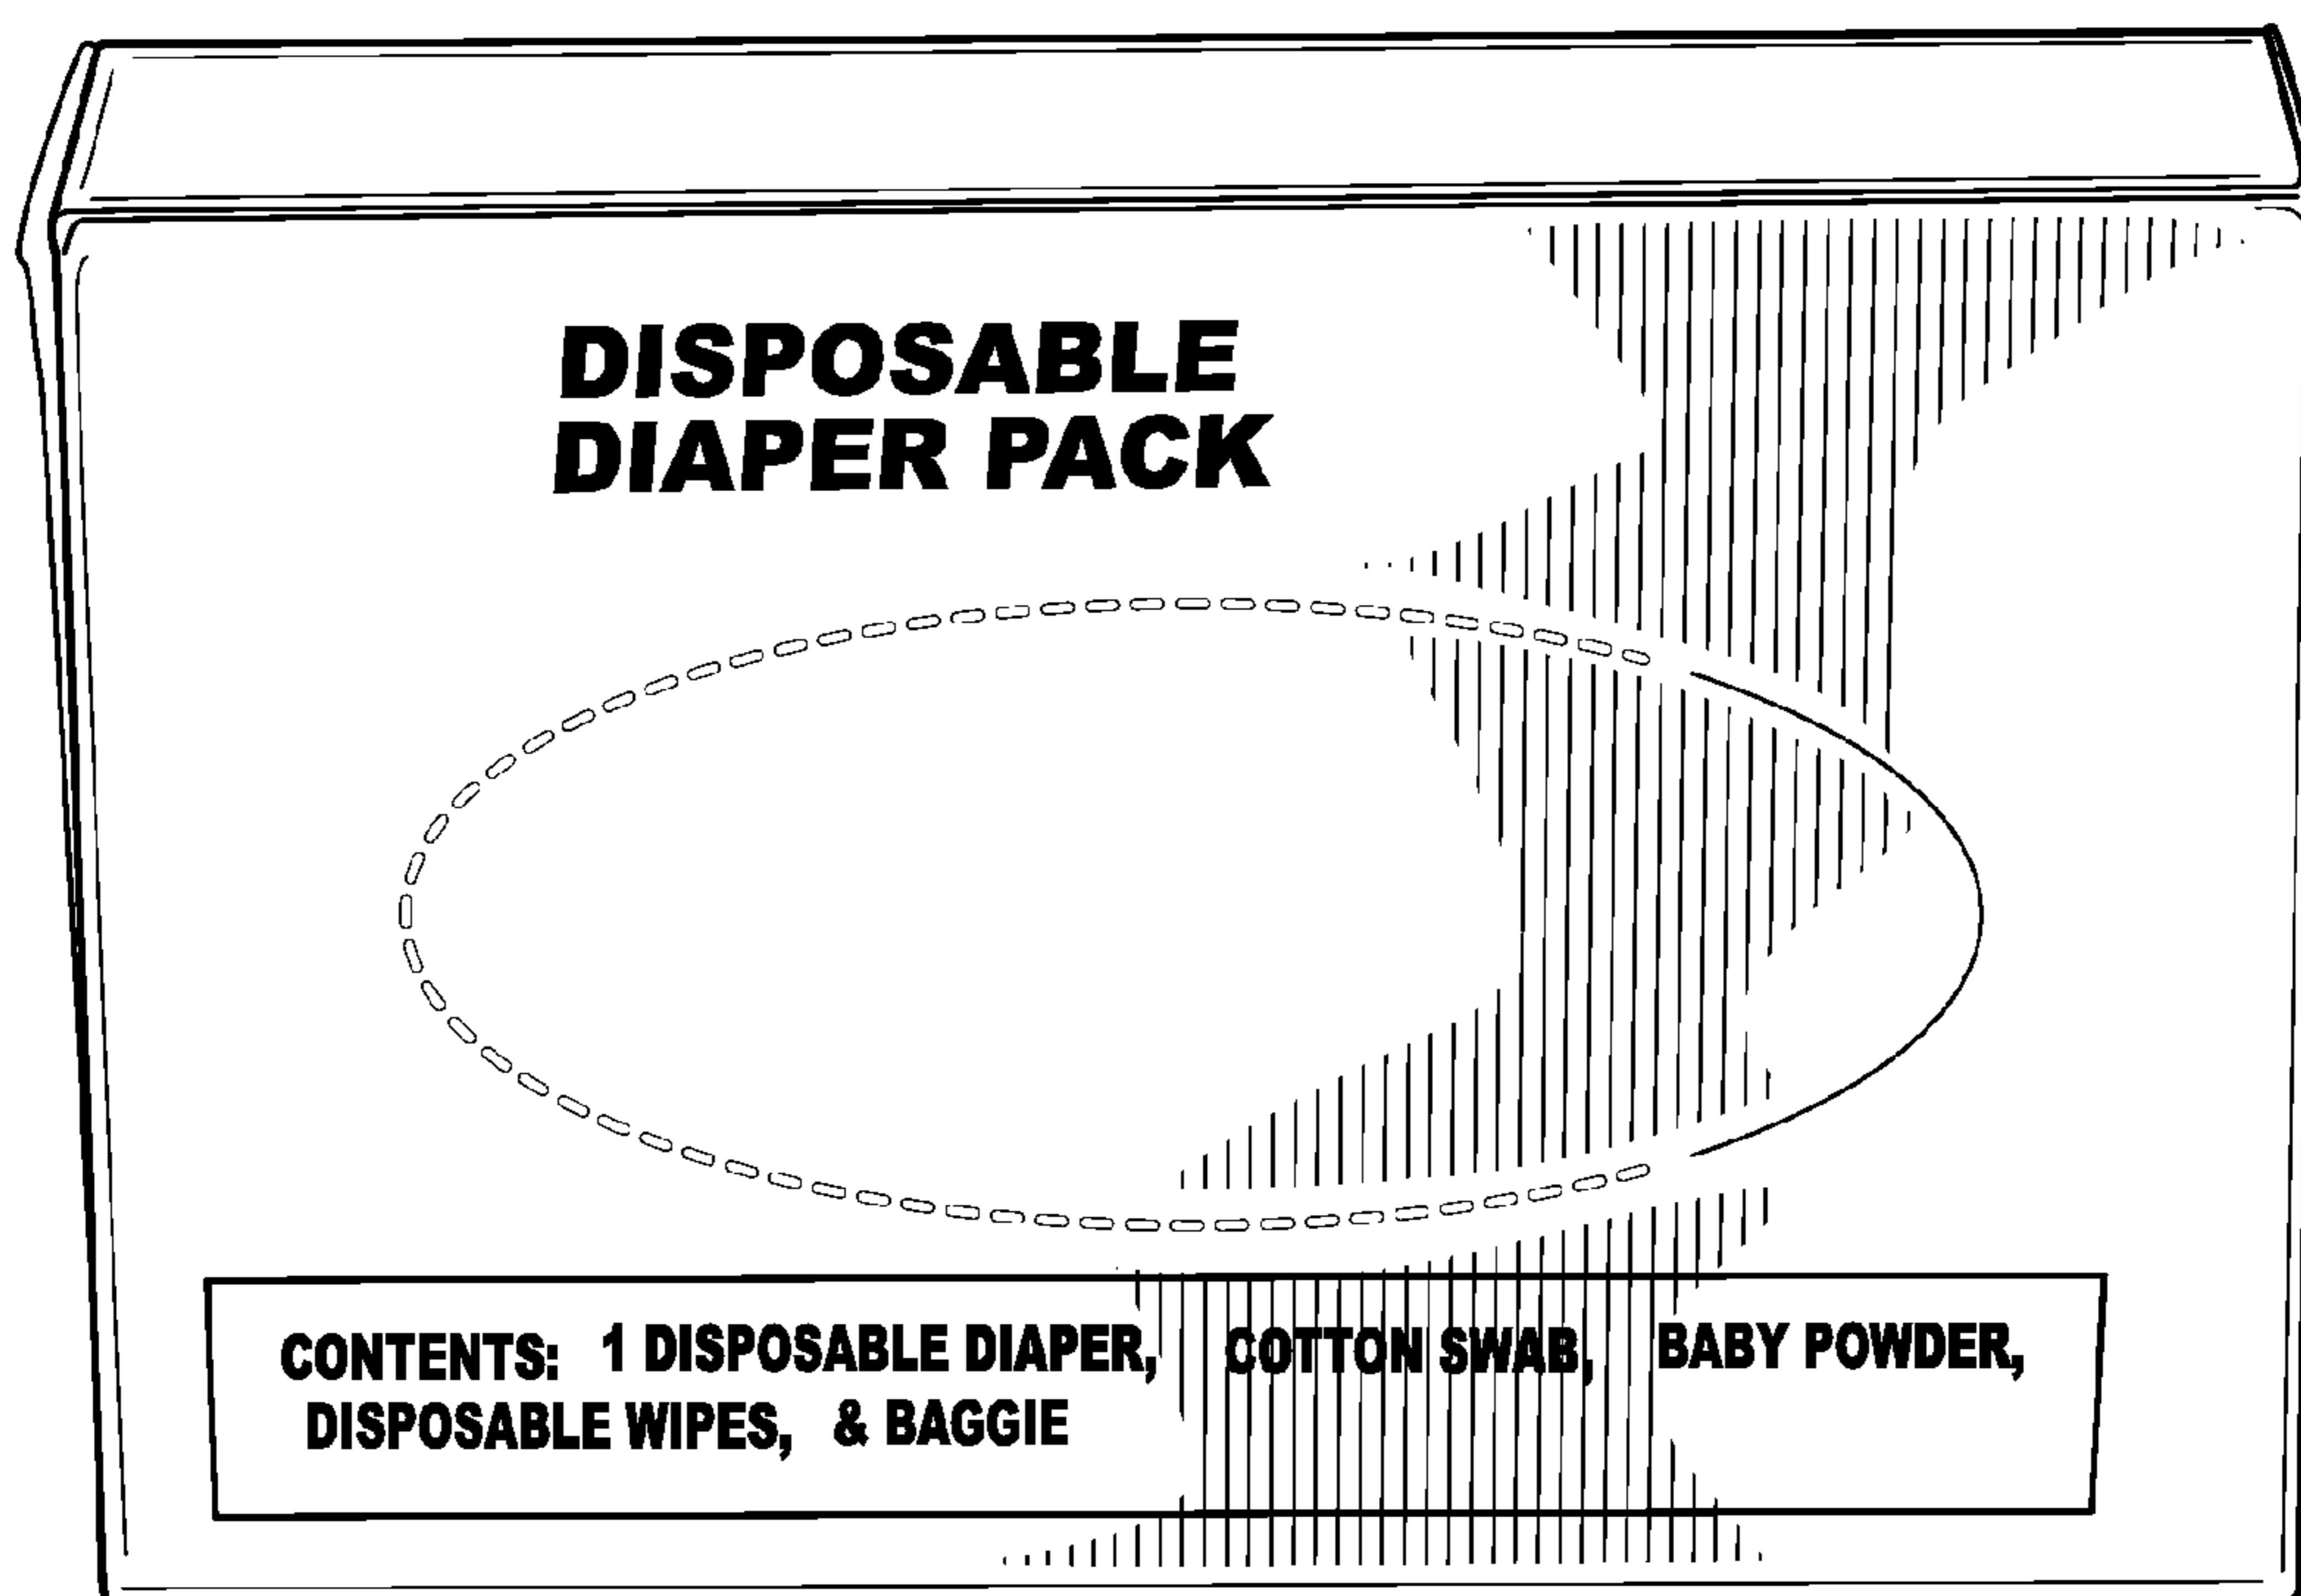 DISPOSABLE
DIAPER PACK
CONTENTS: 1 DISPOSABLE DIAPER, COTTON SWAB, BABY POWDER,
DISPOSABLE WIPES, & BAGGIE